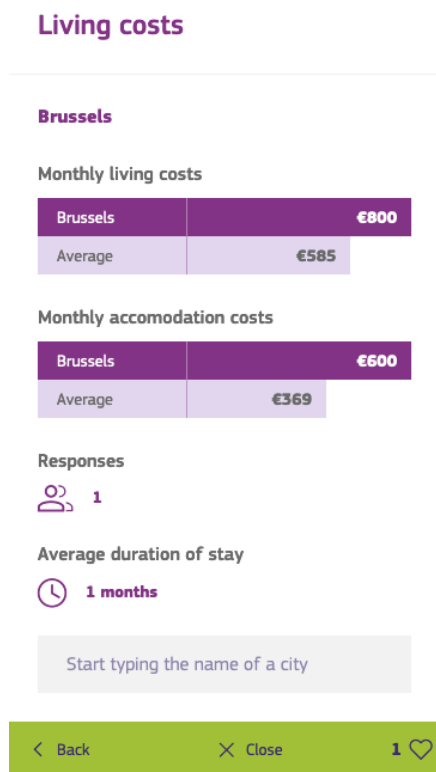 Living costs
Brussels
Monthly living costs
Brussels €800
Average €585
Monthly accomodation costs
Brussels €600
Average €369
Responses
1
Average duration of stay
1 months
Start typing the name of a city
Back Close 1